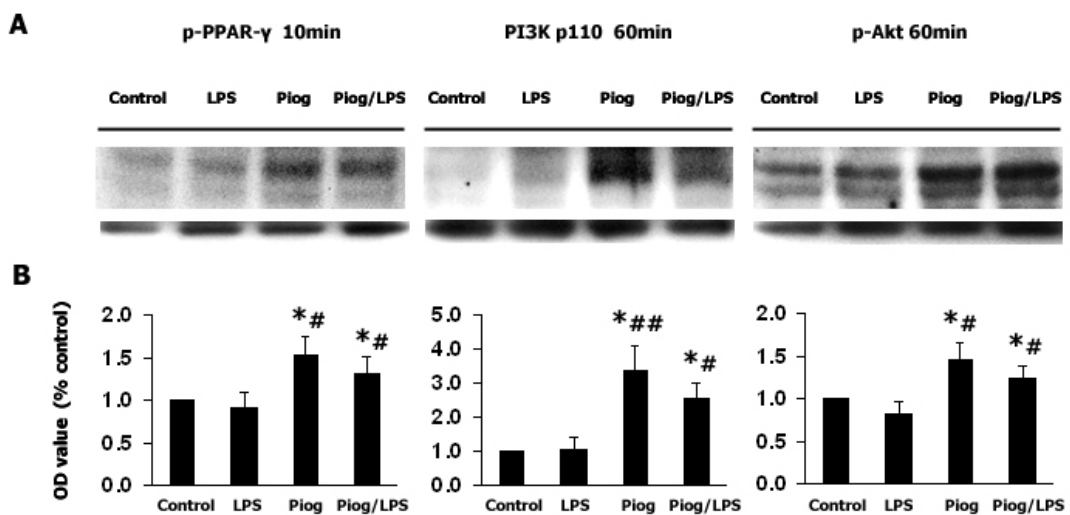 A
p-PPAR-γ 10min PI3K p110 60min p-Akt 60min
Control LPS Piog Piog/LPS Control LPS Piog Piog/LPS Control LPS Piog Piog/LPS
B
OD value (% control)
2.0
1.5
1.0
0.5
0.0
*# *#
Control LPS Piog Piog/LPS
5.0
4.0
3.0
2.0
1.0
0.0
*## *#
Control LPS Piog Piog/LPS
2.0
1.5
1.0
0.5
0.0
*# *#
Control LPS Piog Piog/LPS